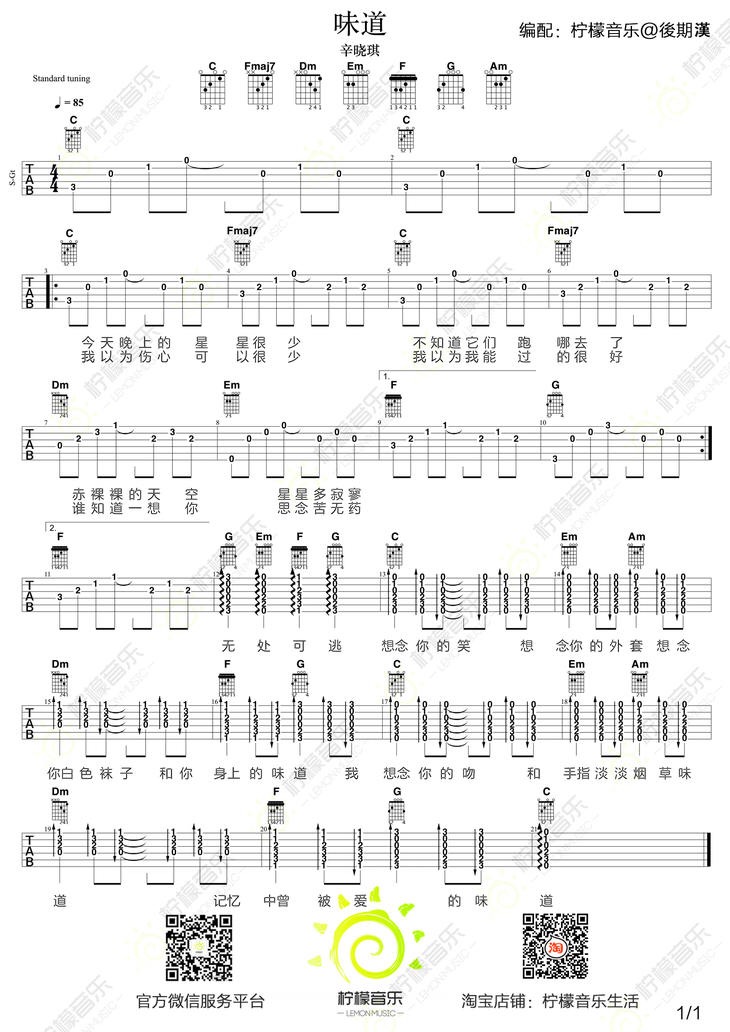 味道
编配：柠檬音乐@後期漢
辛晓琪
Standard tuning
C Fmaj7 Dm Em F G Am
♩= 85
C C
S-Gt
C Fmaj7 C Fmaj7
今天晚上的 星 星很 少 不知道它们 跑 哪去 了
我以为伤心 可 以很 少 我以为我能 过 的很 好
Dm Em 1. F G
赤裸裸的天 空 星星多寂寥
谁知道一想 你 思念苦无药
2. F G Em F G C Em Am
无 处 可 逃 想念你的笑 想 念你的外套 想念
Dm F G C Em Am
你白色袜子 和你 身上的味道 我 想念你的吻 和 手指淡淡烟草味
Dm F G C
道 记忆 中曾 被 爱 的 味 道
柠檬音乐
LEMON MUSIC
官方微信服务平台
淘宝店铺：柠檬音乐生活
1/1